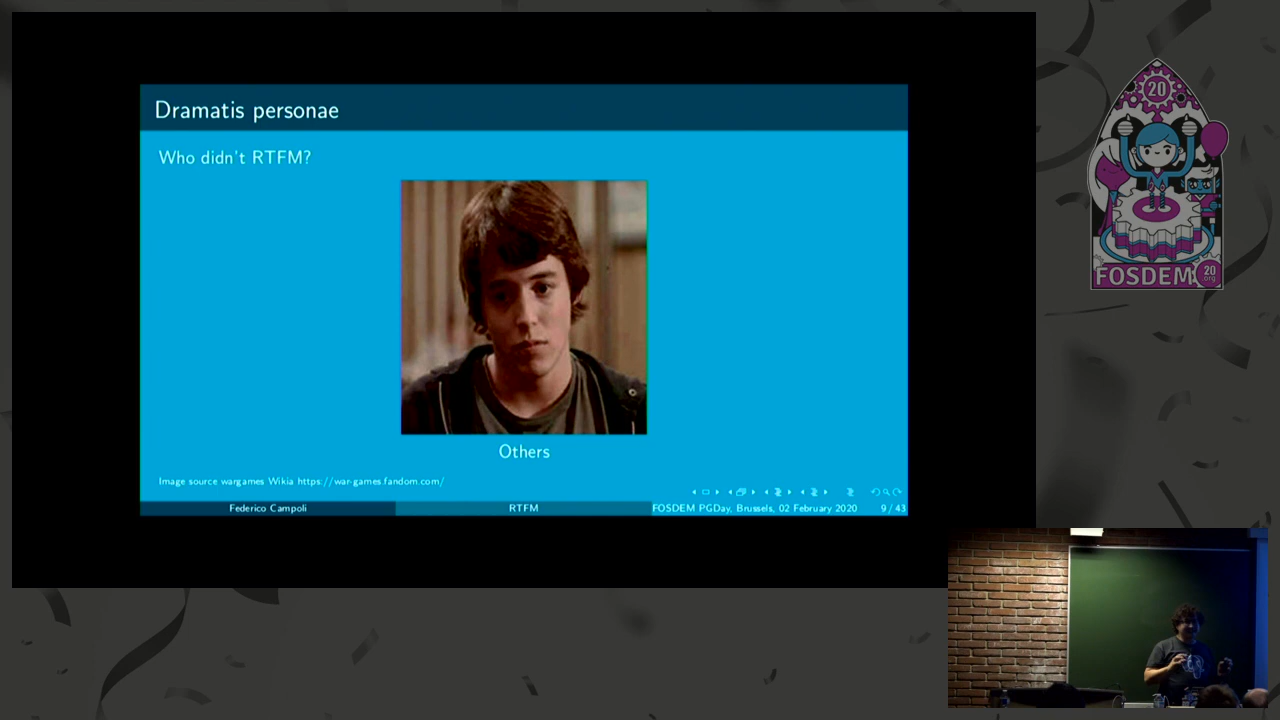 Dramatis personae
Who didn't RTFM?
Others
Image source wargames Wikia https://war-games.fandom.com/
Federico Campoli
RTFM
FOSDEM PGDay, Brussels, 02 February 2020
9 / 43
20
FOSDEM
20
org